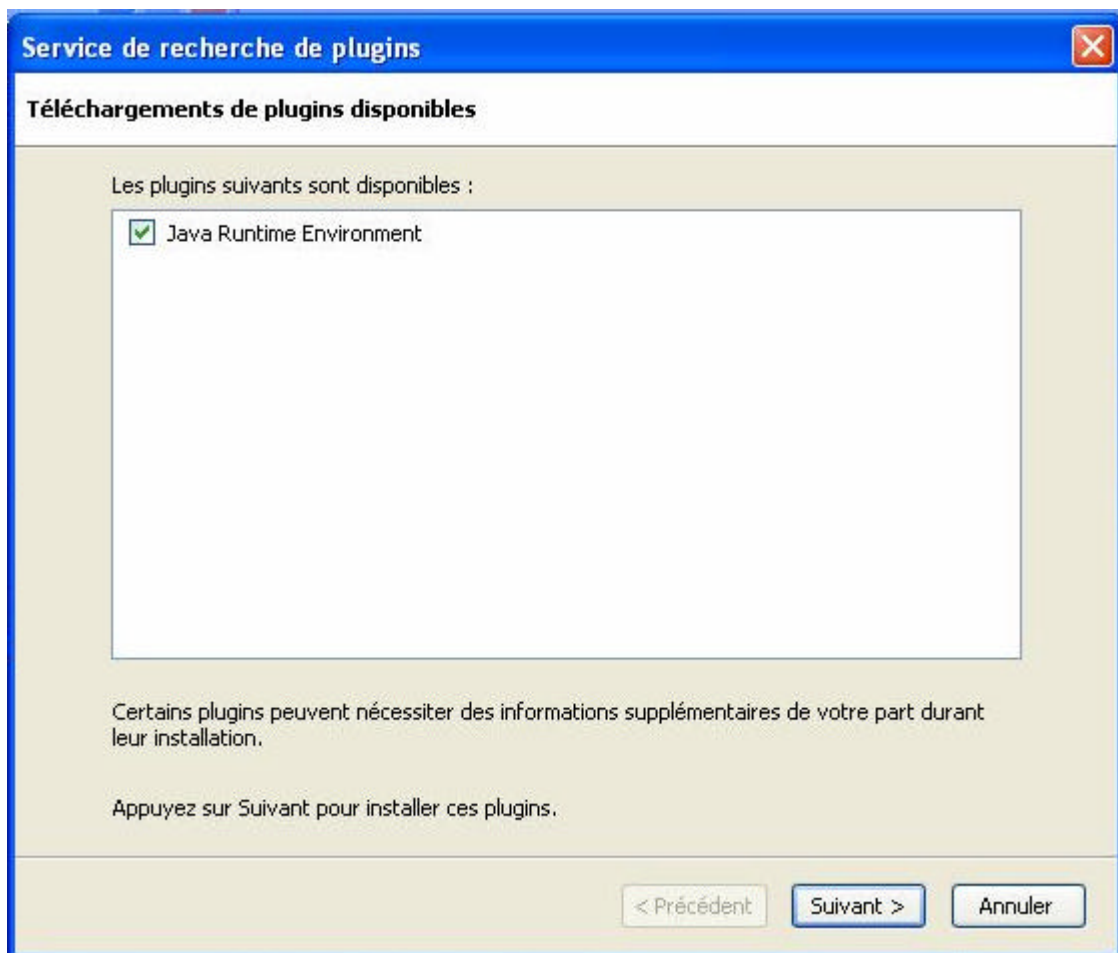 Service de recherche de plugins
Téléchargements de plugins disponibles
Les plugins suivants sont disponibles :
Java Runtime Environment
Certains plugins peuvent nécessiter des informations supplémentaires de votre part durant
leur installation.
Appuyez sur Suivant pour installer ces plugins.
< Précédent Suivant > Annuler